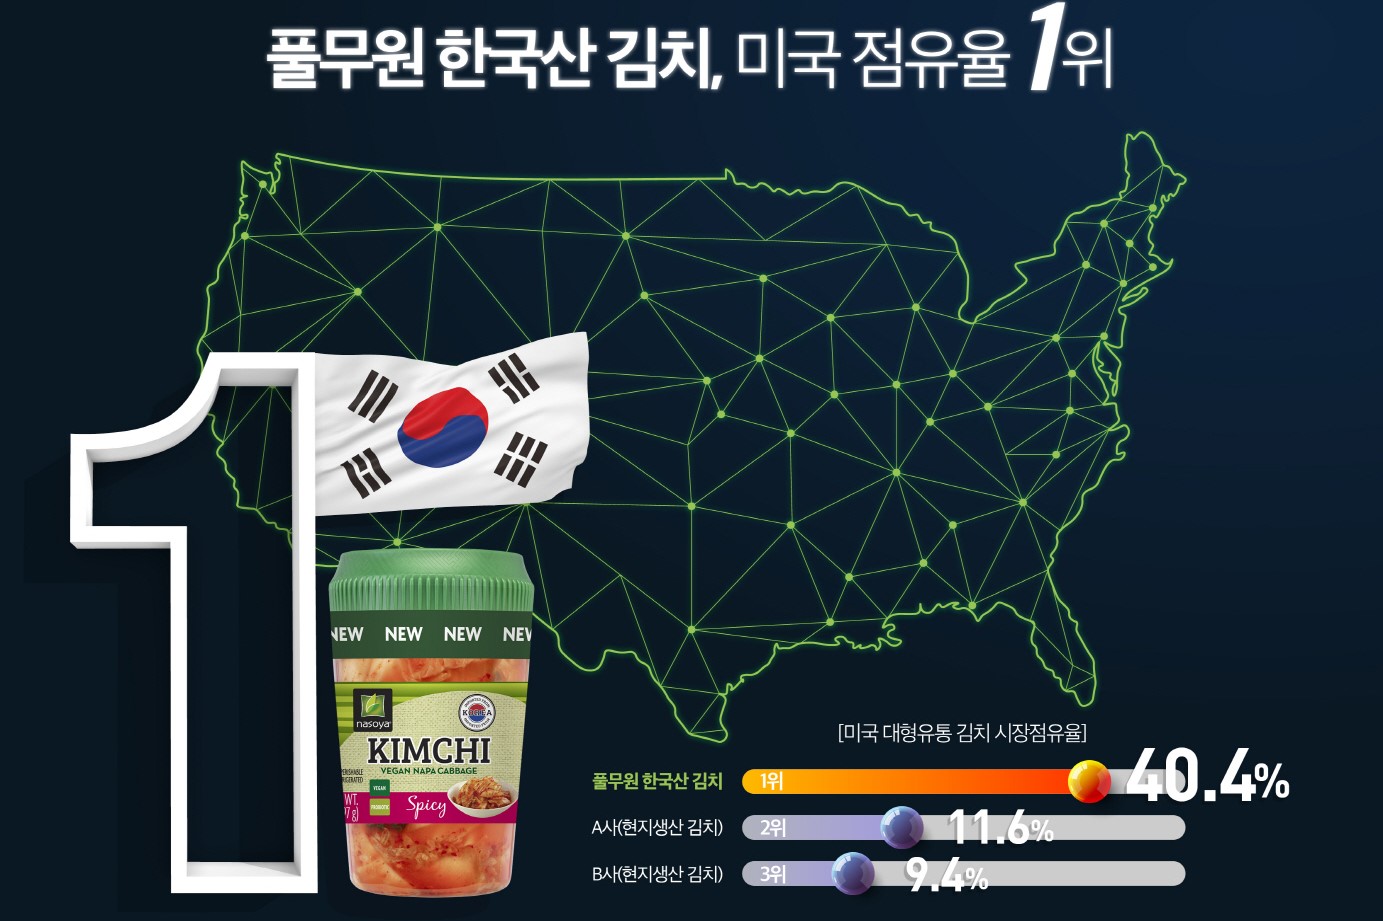 풀무원 한국산 김치, 미국 점유율 1위
1
NEW NEW NEW NEW
nasoya
KOREA
KIMCHI
VEGAN NAPA CABBAGE
VEGAN
PROBIOTIC
Spicy
[미국 대형유통 김치 시장점유율]
풀무원 한국산 김치 1위 40.4%
A사(현지생산 김치) 2위 11.6%
B사(현지생산 김치) 3위 9.4%